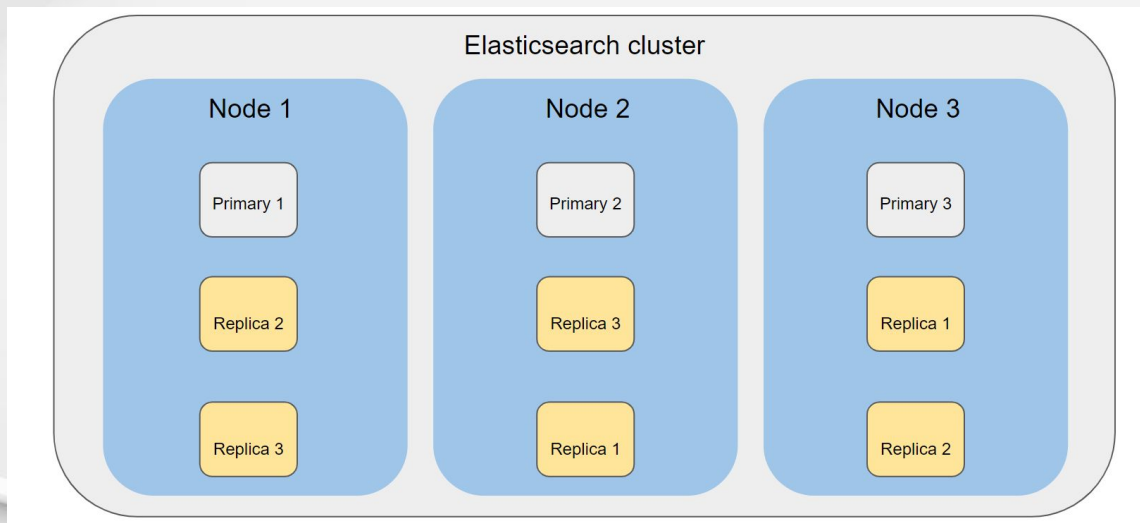 Elasticsearch cluster
Node 1
Node 2
Node 3
Primary 1
Primary 2
Primary 3
Replica 2
Replica 3
Replica 1
Replica 3
Replica 1
Replica 2